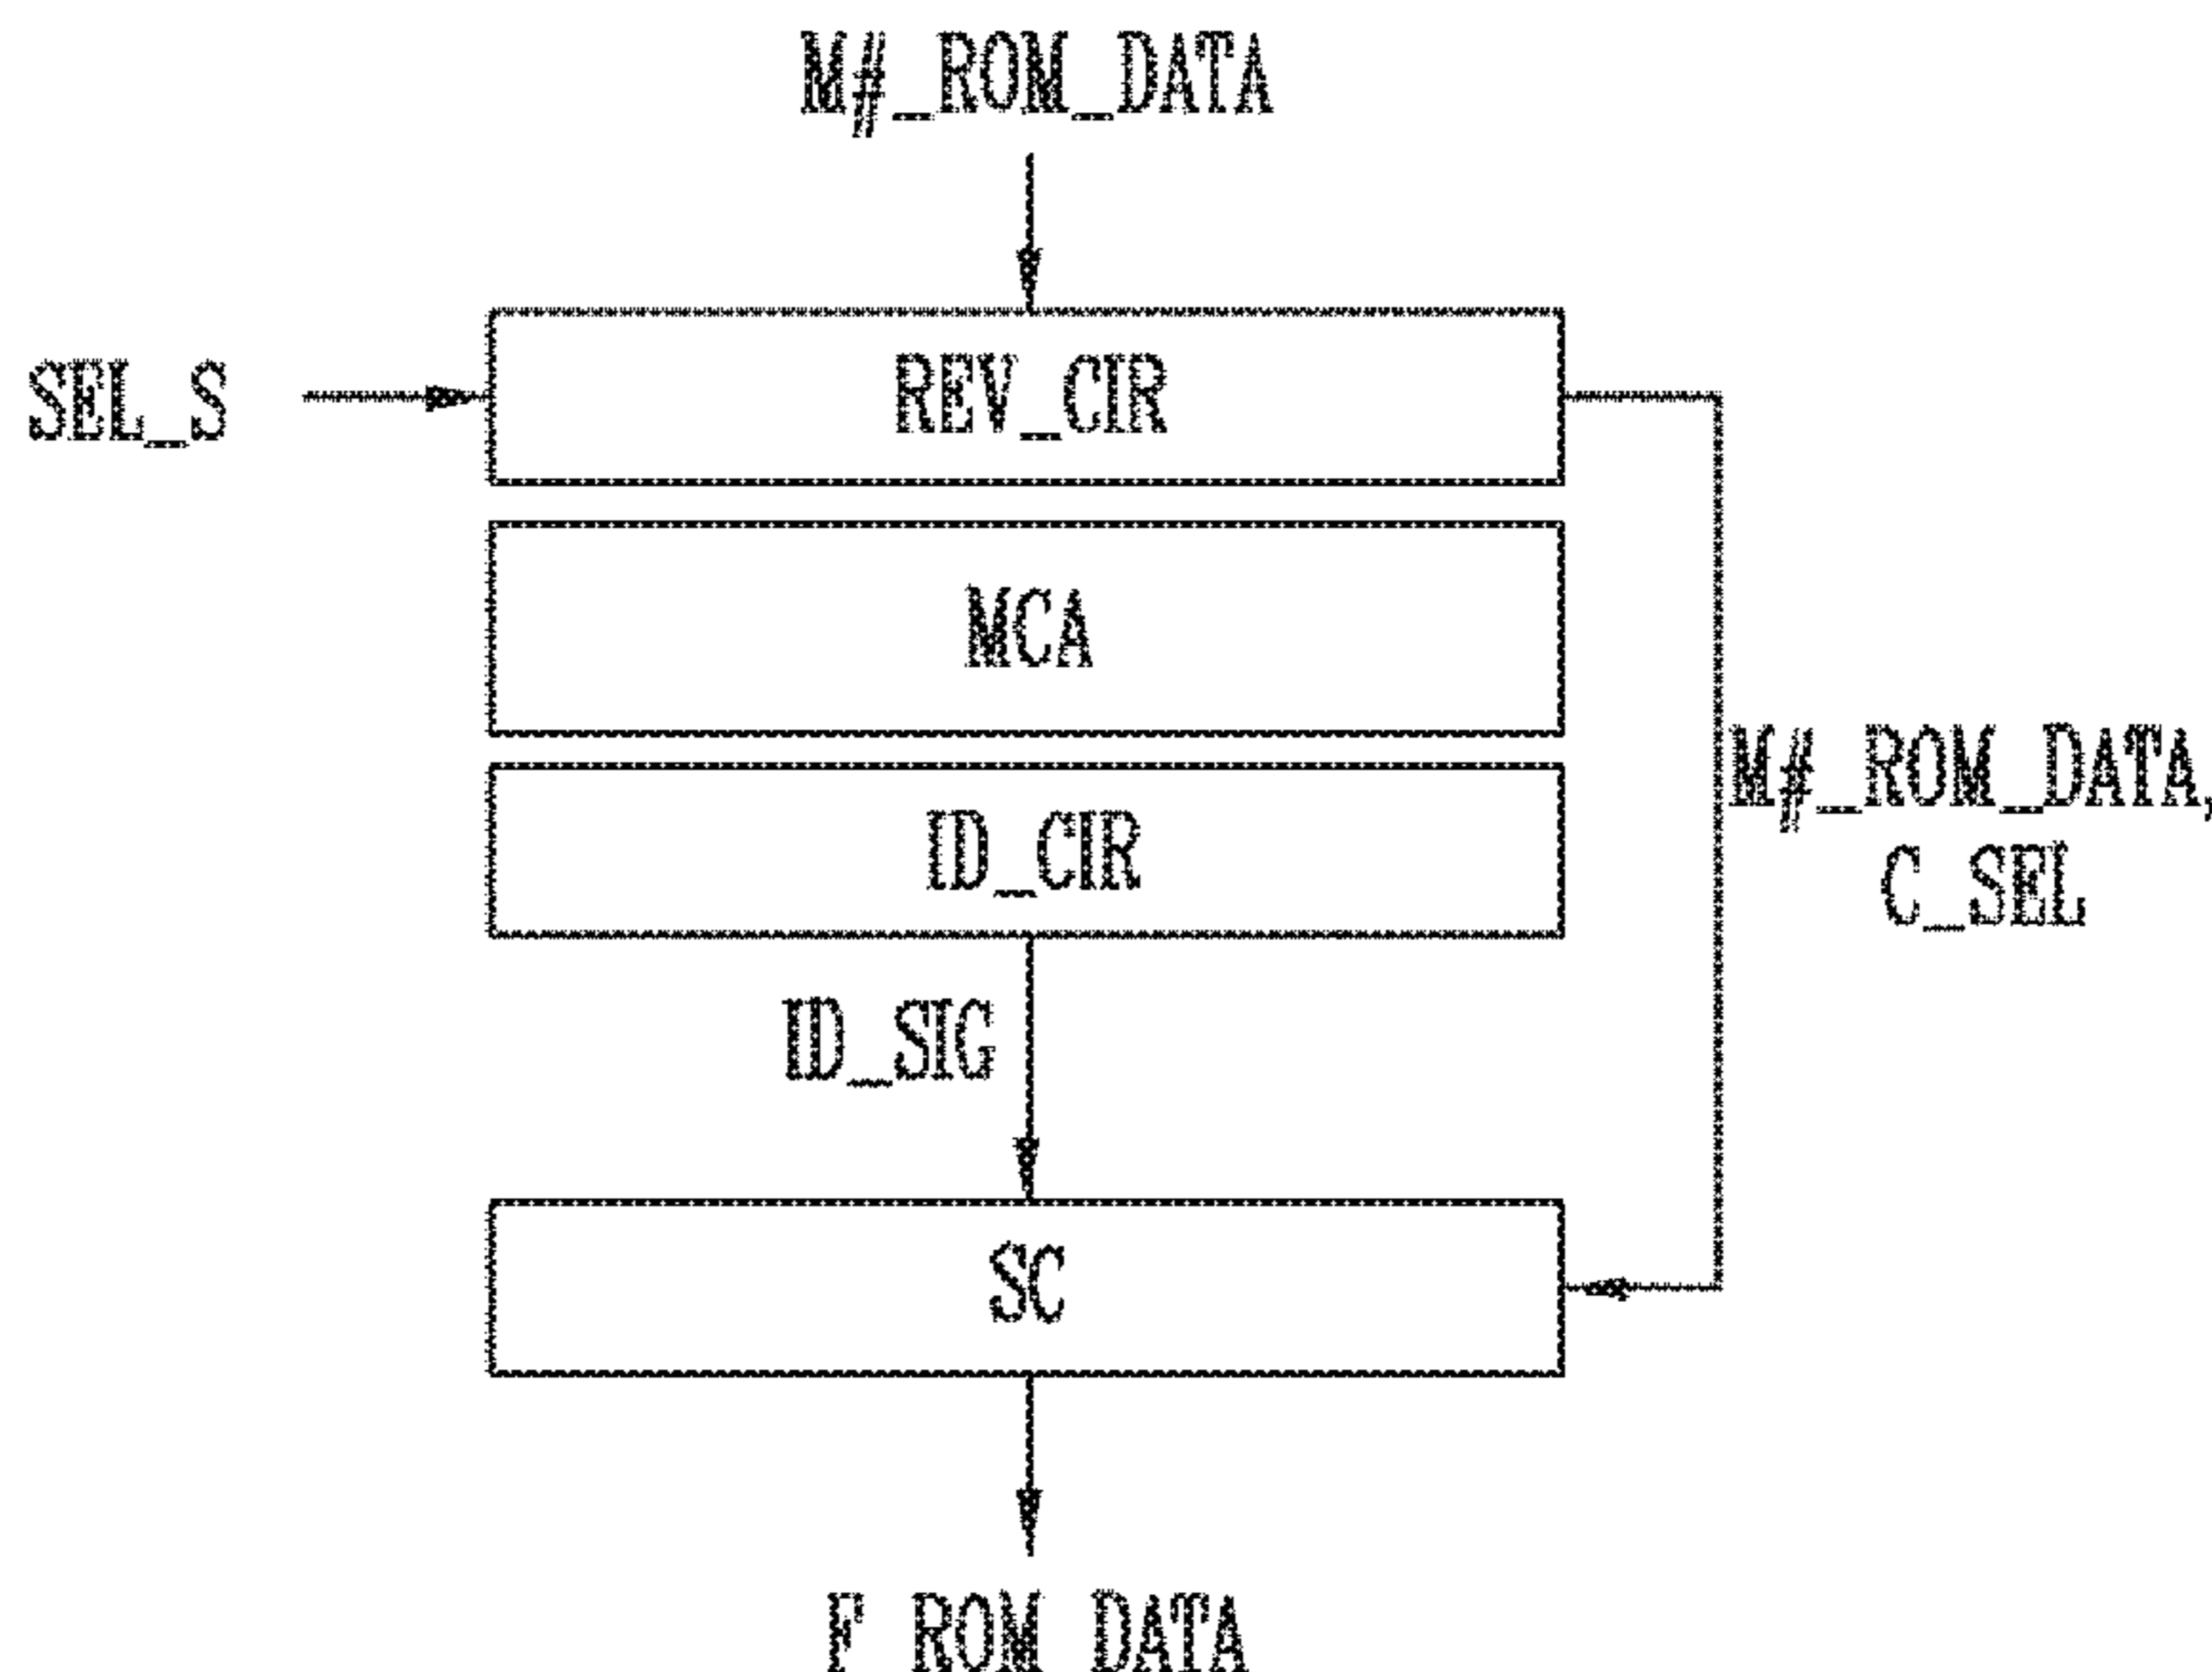 M#_ROM_DATA
SEL_S
REV_CIR
MCA
M#_ROM_DATA,
C_SEL
ID_CIR
ID_SIG
SC
F_ROM_DATA